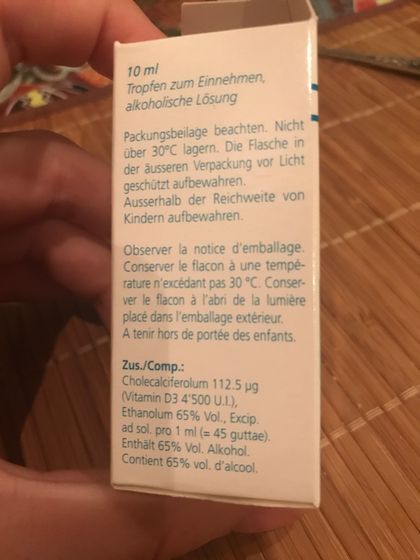 10 ml
Tropfen zum Einnehmen,
alkoholische Lösung
Packungsbeilage beachten. Nicht
über 30°C lagern. Die Flasche in
der äusseren Verpackung vor Licht
geschützt aufbewahren.
Ausserhalb der Reichweite von
Kindern aufbewahren.
Observer la notice d'emballage.
Conserver le flacon à une tempé-
rature n'excédant pas 30 °C. Conser-
ver le flacon à l'abri de la lumière
placé dans l'emballage extérieur.
A tenir hors de portée des enfants.
Zus./Comp.:
Cholecalciferolum 112.5 µg
(Vitamin D3 4'500 U.I.),
Ethanolum 65% Vol., Excip.
ad sol. pro 1 ml (= 45 guttae).
Enthält 65% Vol. Alkohol.
Contient 65% vol. d'alcool.